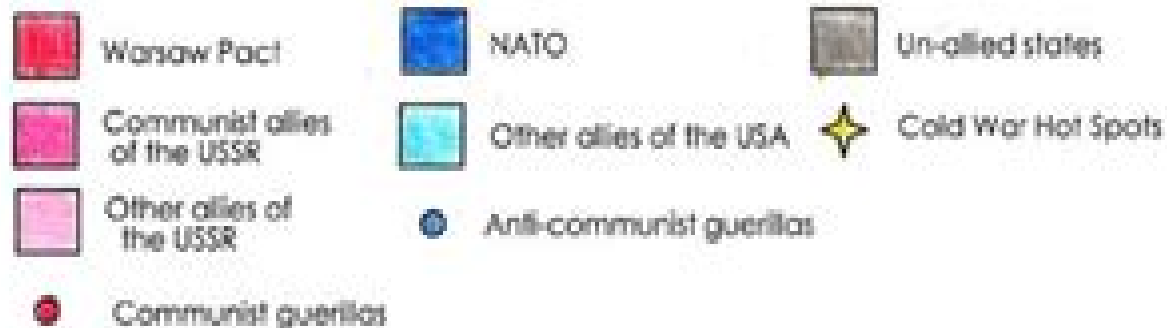 Warsaw Pact
Communist allies
of the USSR
Other allies of
the USSR
Communist guerillas
NATO
Other allies of the USA
Anti-communist guerillas
Un-allied states
Cold War Hot Spots